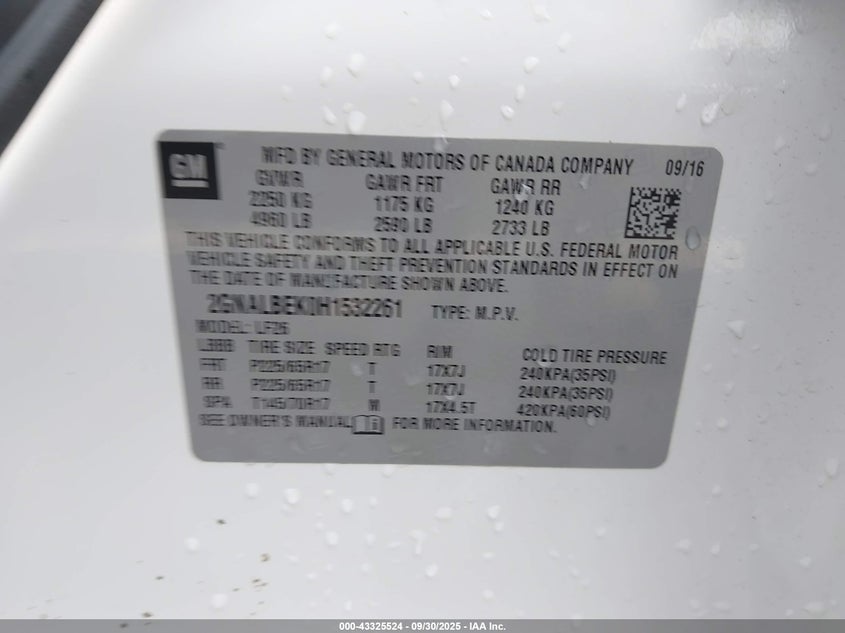 GM
MFD BY GENERAL MOTORS OF CANADA COMPANY 09/16
GVWR GAWR FRT GAWR RR
2250 KG 1175 KG 1240 KG
4960 LB 2590 LB 2733 LB
THIS VEHICLE CONFORMS TO ALL APPLICABLE U.S. FEDERAL MOTOR
VEHICLE SAFETY AND THEFT PREVENTION STANDARDS IN EFFECT ON
THE DATE OF MANUFACTURE SHOWN ABOVE.
2GNALBEK0H1532261 TYPE: M.P.V.
MODEL: LF26
TIRE SIZE SPEED RTG RIM COLD TIRE PRESSURE
FRT P225/65R17 T 17X7J 240KPA(35PSI)
RR P225/65R17 T 17X7J 240KPA(35PSI)
SPA T145/70R17 M 17X4.5T 420KPA(60PSI)
SEE OWNER'S MANUAL FOR MORE INFORMATION.
000-43325524 - 09/30/2025 - IAA Inc.